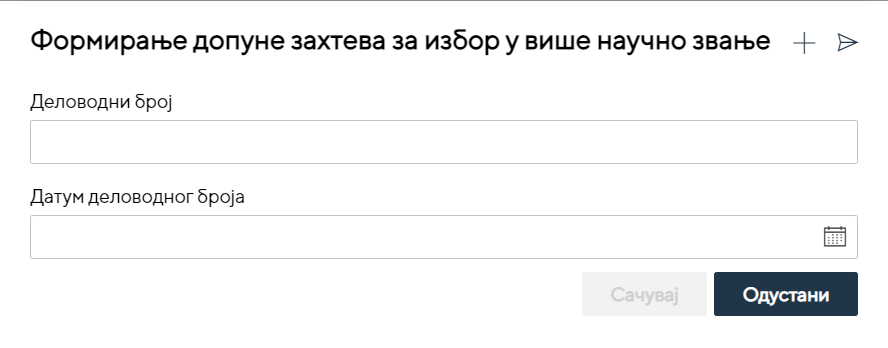 Формирање допуне захтева за избор у више научно звање
Деловодни број
Датум деловодног броја
Сачувај Одустани